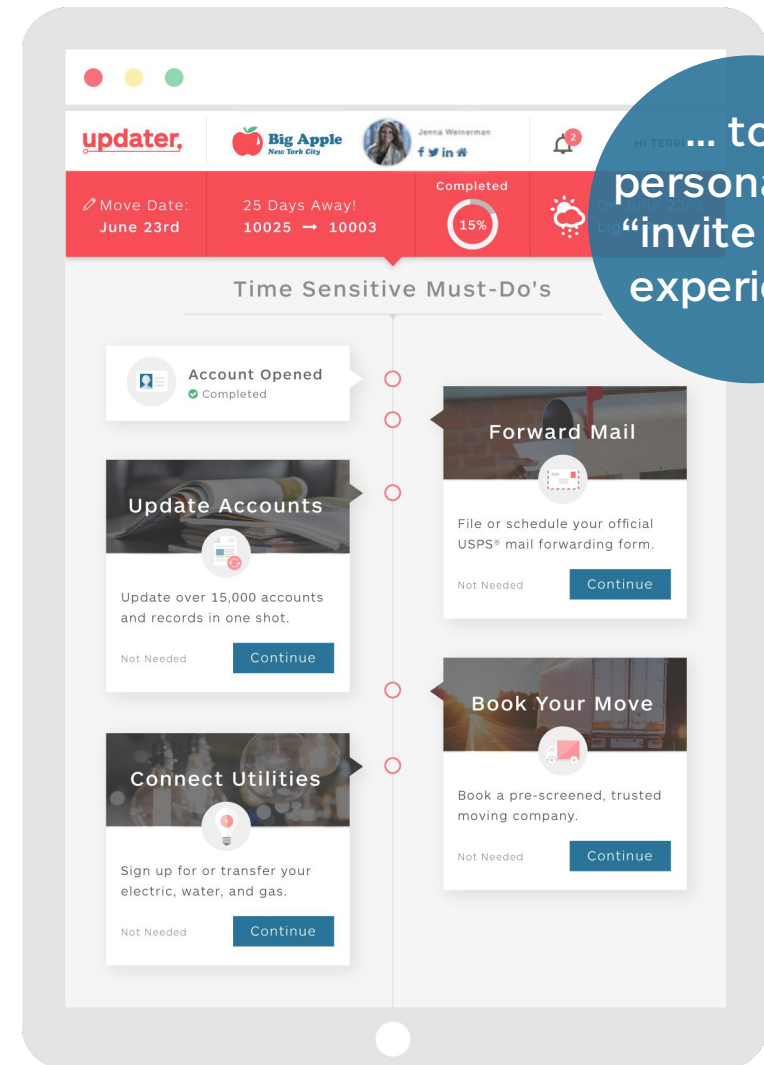 updater.
Big Apple
New York City
Jenna Weinerman
2
HI TERRI
... to
"invite
Move Date:
June 23rd
25 Days Away!
10025 → 10003
Completed
15%
Time Sensitive Must-Do's
Account Opened
Completed
Forward Mail
File or schedule your official
USPS® mail forwarding form.
Not Needed
Continue
Update Accounts
Update over 15,000 accounts
and records in one shot.
Not Needed
Continue
Book Your Move
Book a pre-screened, trusted
moving company.
Not Needed
Continue
Connect Utilities
Sign up for or transfer your
electric, water, and gas.
Not Needed
Continue